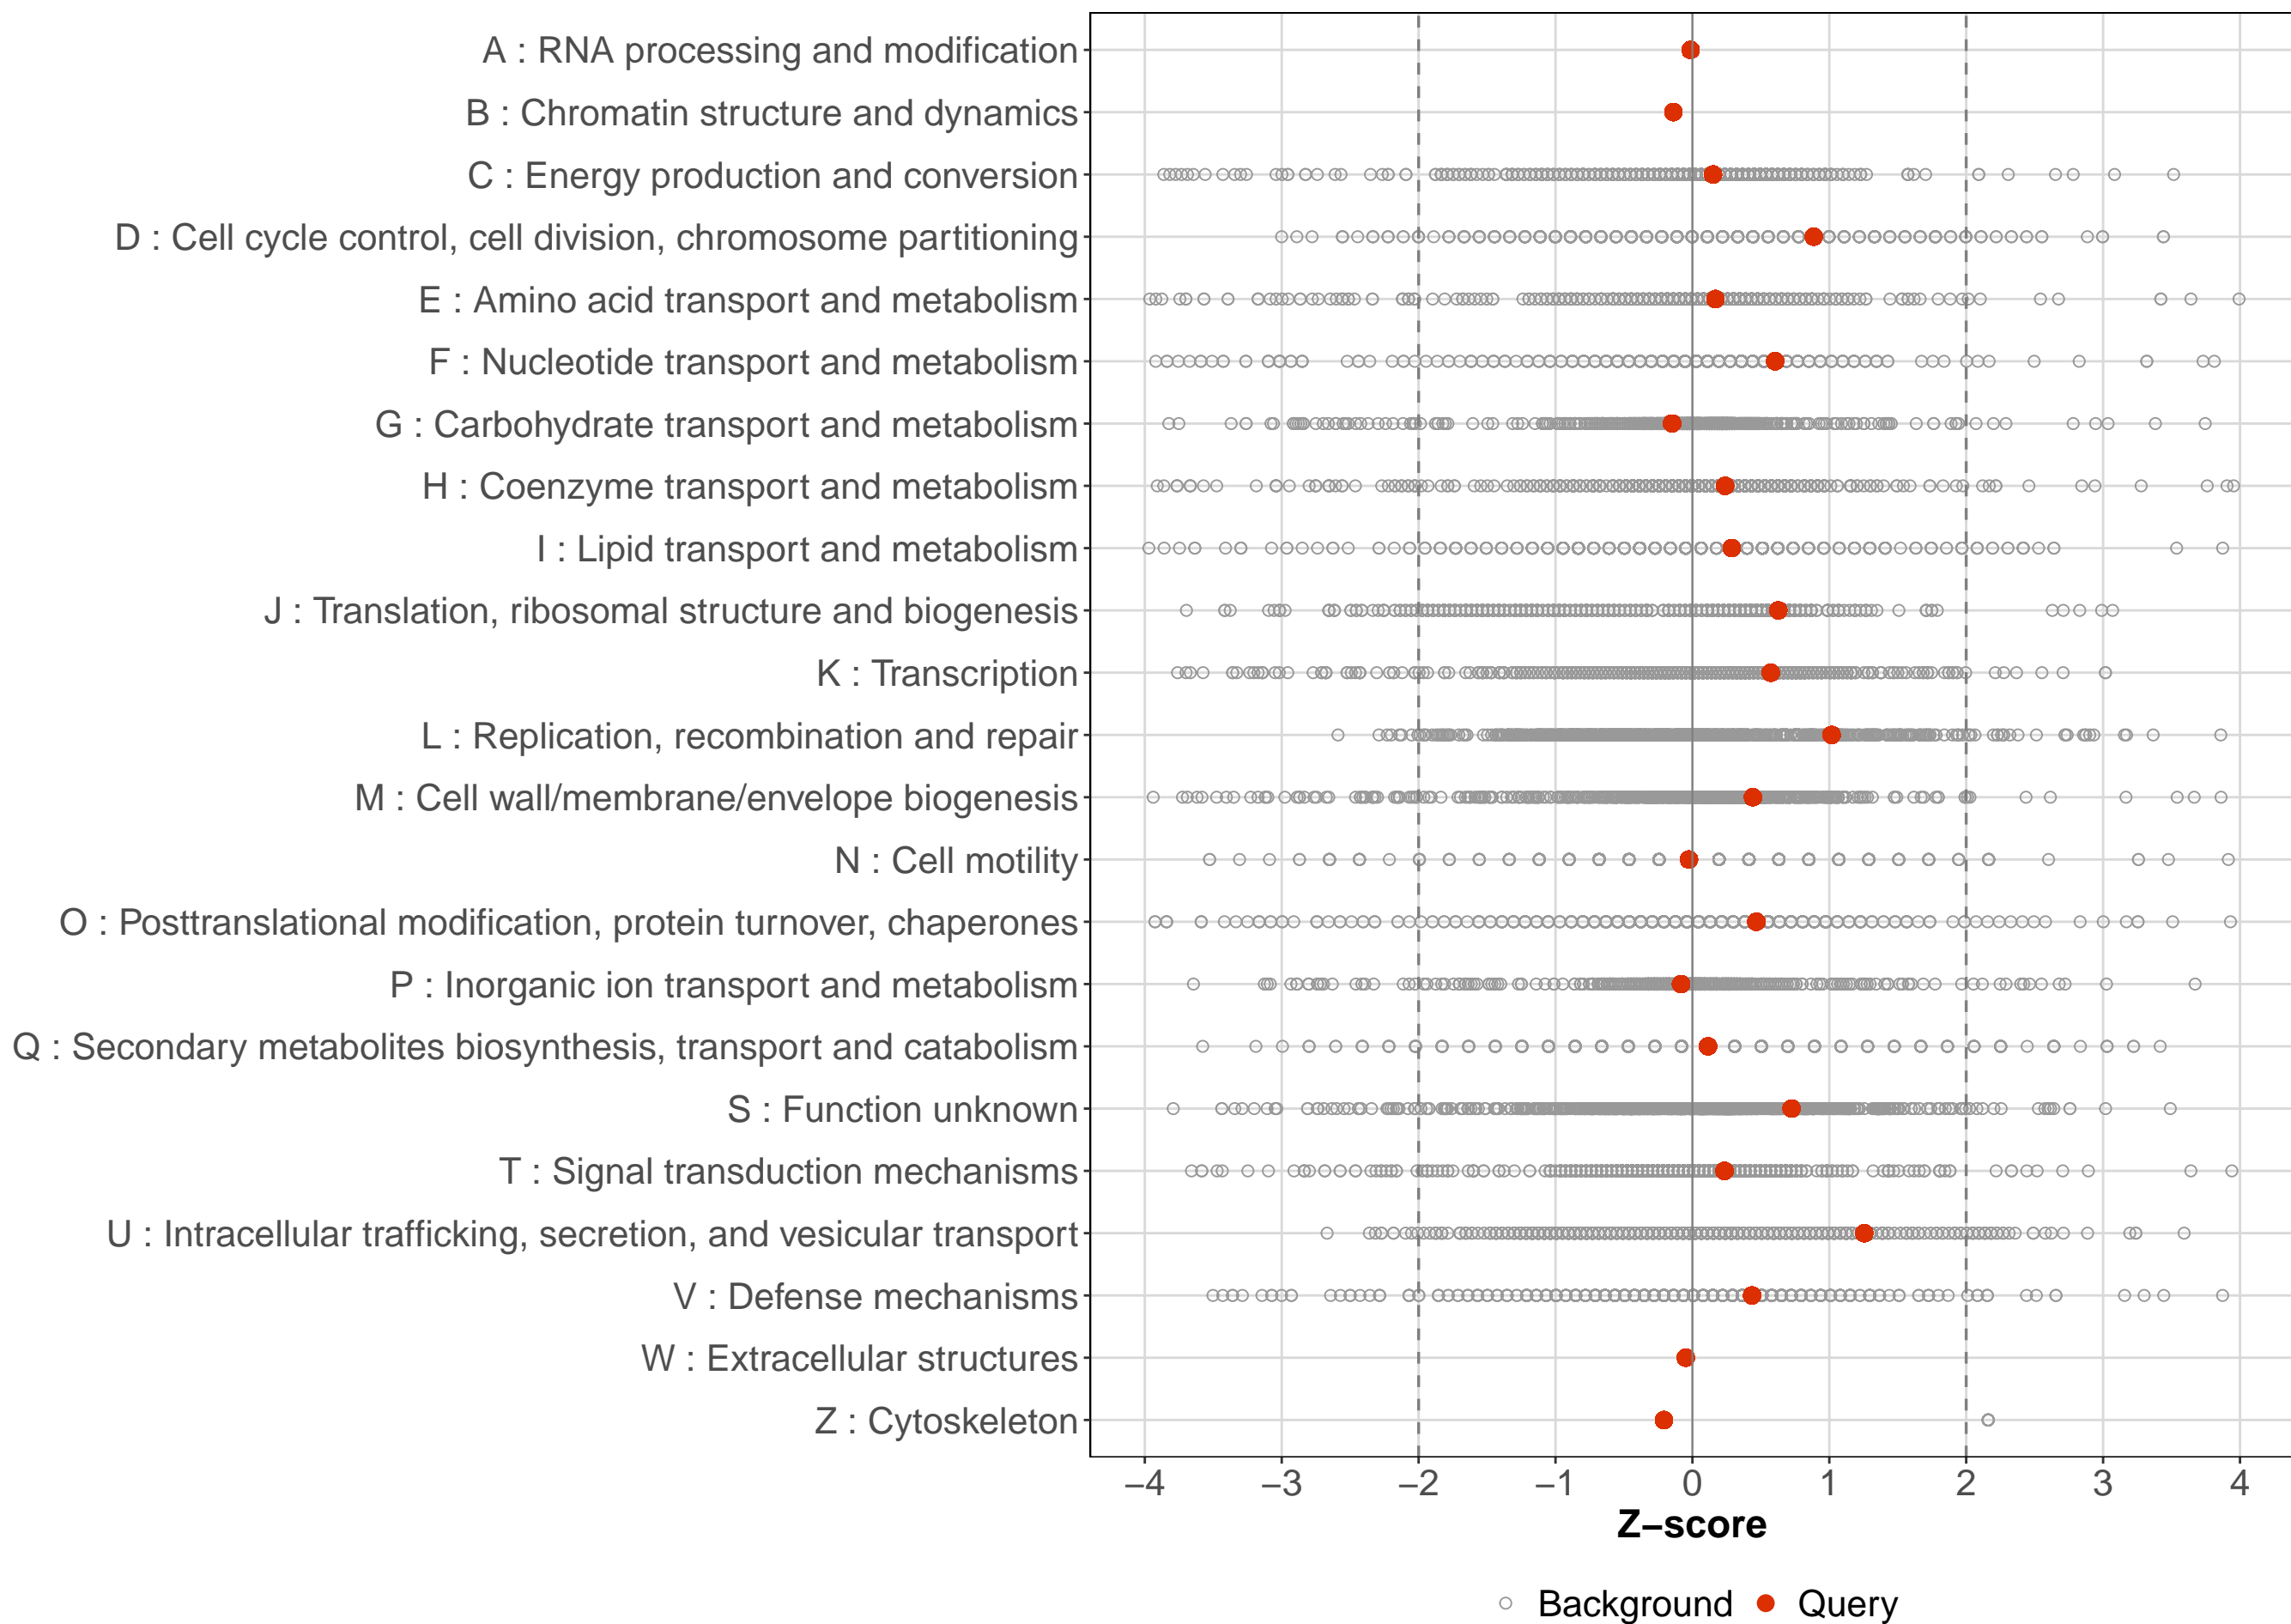 A : RNA processing and modification
B : Chromatin structure and dynamics
C : Energy production and conversion
D : Cell cycle control, cell division, chromosome partitioning
E : Amino acid transport and metabolism
F : Nucleotide transport and metabolism
G : Carbohydrate transport and metabolism
H : Coenzyme transport and metabolism
I : Lipid transport and metabolism
J : Translation, ribosomal structure and biogenesis
K : Transcription
L : Replication, recombination and repair
M : Cell wall/membrane/envelope biogenesis
N : Cell motility
O : Posttranslational modification, protein turnover, chaperones
P : Inorganic ion transport and metabolism
Q : Secondary metabolites biosynthesis, transport and catabolism
S : Function unknown
T : Signal transduction mechanisms
U : Intracellular trafficking, secretion, and vesicular transport
V : Defense mechanisms
W : Extracellular structures
Z : Cytoskeleton
−4 −3 −2 −1 0 1 2 3 4
Z−score
Background Query